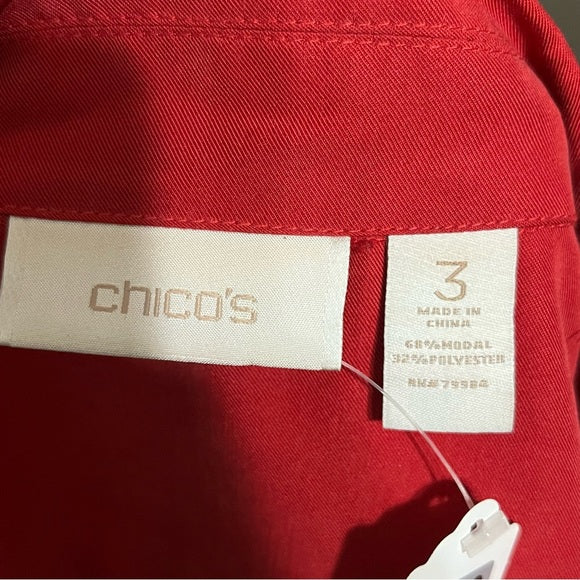 chico's
3
MADE IN
CHINA
68%MODAL
32%POLYESTER
RN#79984